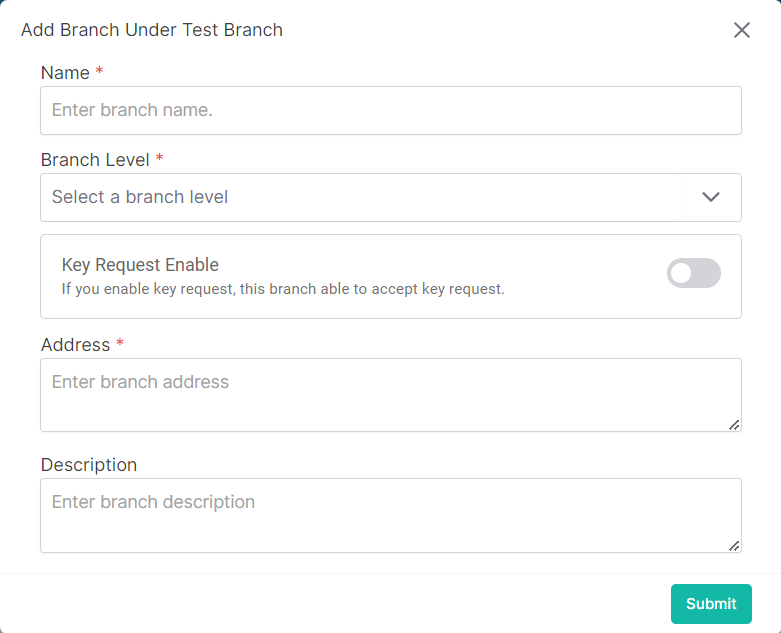 Add Branch Under Test Branch
Name *
Enter branch name.
Branch Level *
Select a branch level
Key Request Enable
If you enable key request, this branch able to accept key request.
Address *
Enter branch address
Description
Enter branch description
Submit